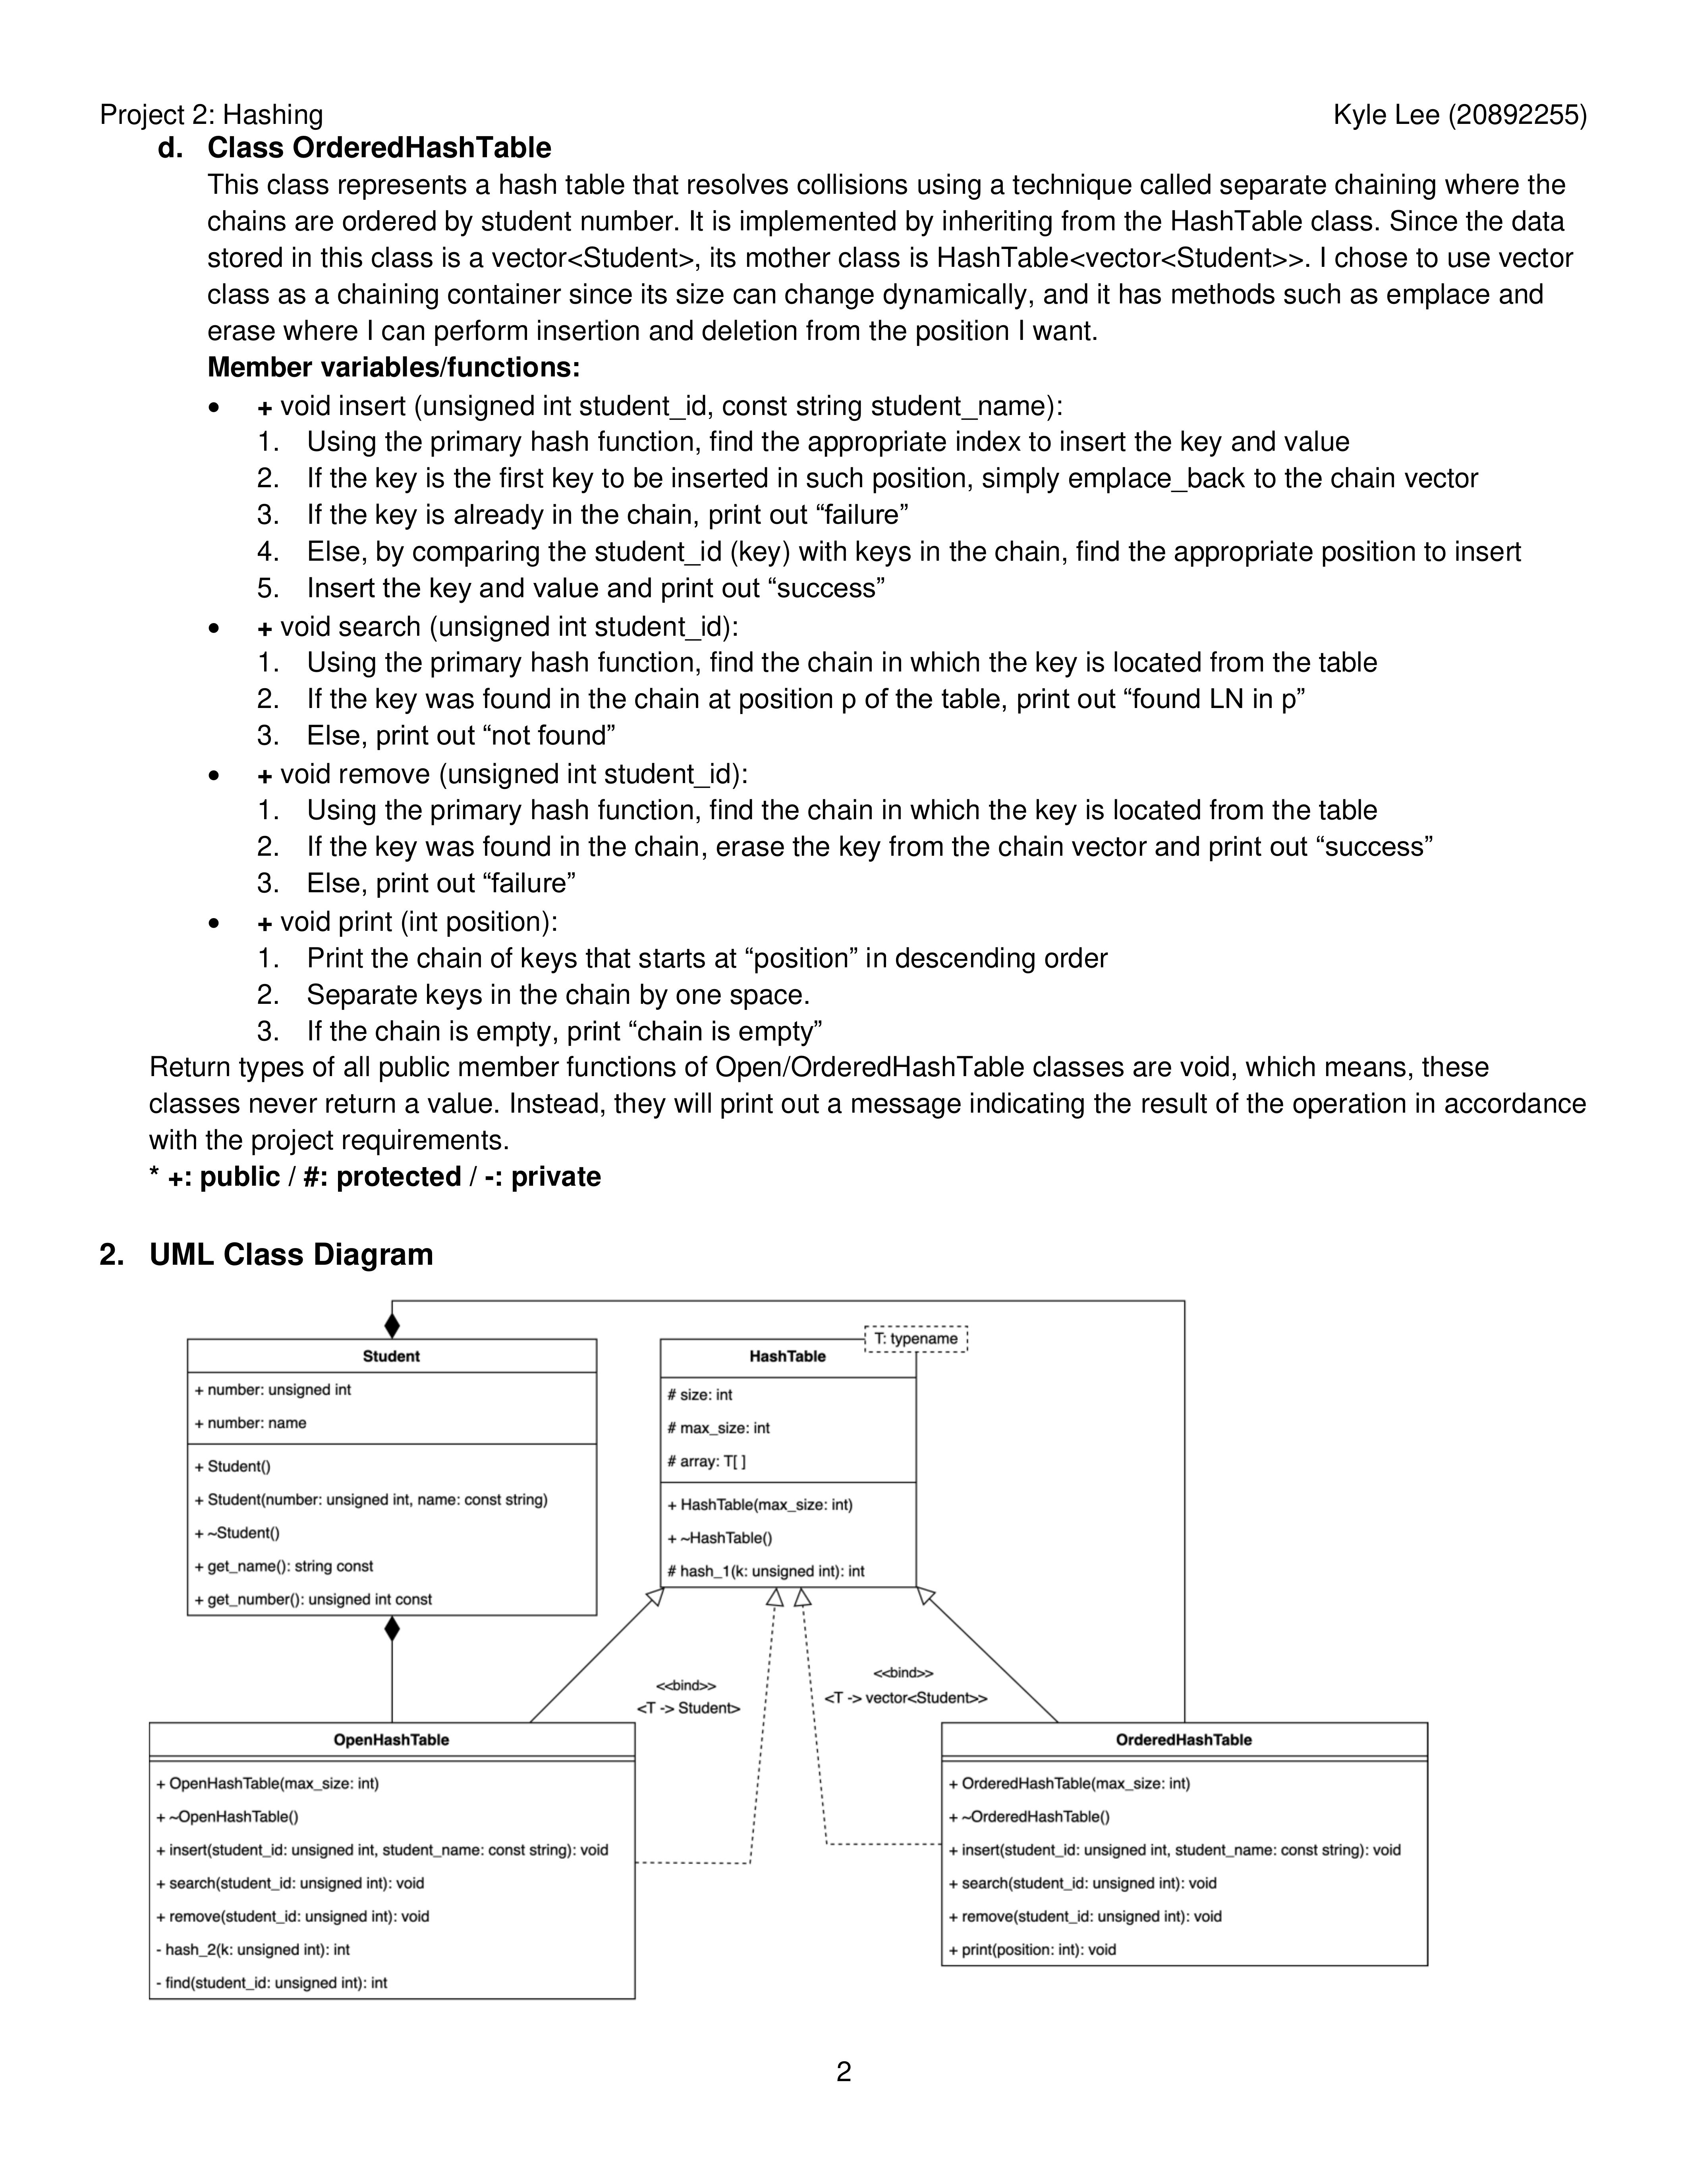 Project 2: Hashing Kyle Lee (20892255)
d. Class OrderedHashTable
This class represents a hash table that resolves collisions using a technique called separate chaining where the
chains are ordered by student number. It is implemented by inheriting from the HashTable class. Since the data
stored in this class is a vector<Student>, its mother class is HashTable<vector<Student>>. I chose to use vector
class as a chaining container since its size can change dynamically, and it has methods such as emplace and
erase where I can perform insertion and deletion from the position I want.
Member variables/functions:
• + void insert (unsigned int student_id, const string student_name):
1. Using the primary hash function, find the appropriate index to insert the key and value
2. If the key is the first key to be inserted in such position, simply emplace_back to the chain vector
3. If the key is already in the chain, print out “failure”
4. Else, by comparing the student_id (key) with keys in the chain, find the appropriate position to insert
5. Insert the key and value and print out “success”
• + void search (unsigned int student_id):
1. Using the primary hash function, find the chain in which the key is located from the table
2. If the key was found in the chain at position p of the table, print out “found LN in p”
3. Else, print out “not found”
• + void remove (unsigned int student_id):
1. Using the primary hash function, find the chain in which the key is located from the table
2. If the key was found in the chain, erase the key from the chain vector and print out “success”
3. Else, print out “failure”
• + void print (int position):
1. Print the chain of keys that starts at “position” in descending order
2. Separate keys in the chain by one space.
3. If the chain is empty, print “chain is empty”
Return types of all public member functions of Open/OrderedHashTable classes are void, which means, these
classes never return a value. Instead, they will print out a message indicating the result of the operation in accordance
with the project requirements.
* +: public / #: protected / -: private
2. UML Class Diagram
Student
+ number: unsigned int
+ number: name
+ Student()
+ Student(number: unsigned int, name: const string)
+ ~Student()
+ get_name(): string const
+ get_number(): unsigned int const
T: typename
HashTable
# size: int
# max_size: int
# array: T[ ]
+ HashTable(max_size: int)
+ ~HashTable()
# hash_1(k: unsigned int): int
<<bind>>
<T -> Student>
<<bind>>
<T -> vector<Student>>
OpenHashTable
+ OpenHashTable(max_size: int)
+ ~OpenHashTable()
+ insert(student_id: unsigned int, student_name: const string): void
+ search(student_id: unsigned int): void
+ remove(student_id: unsigned int): void
- hash_2(k: unsigned int): int
- find(student_id: unsigned int): int
OrderedHashTable
+ OrderedHashTable(max_size: int)
+ ~OrderedHashTable()
+ insert(student_id: unsigned int, student_name: const string): void
+ search(student_id: unsigned int): void
+ remove(student_id: unsigned int): void
+ print(position: int): void
2